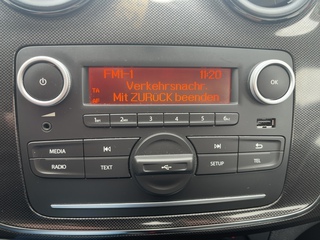 FM1-1 11:20
TA Verkehrsnachr.
AF Mit ZURÜCK beenden
OK
1 2 3 4 5 6
MEDIA
RADIO TEXT SETUP TEL